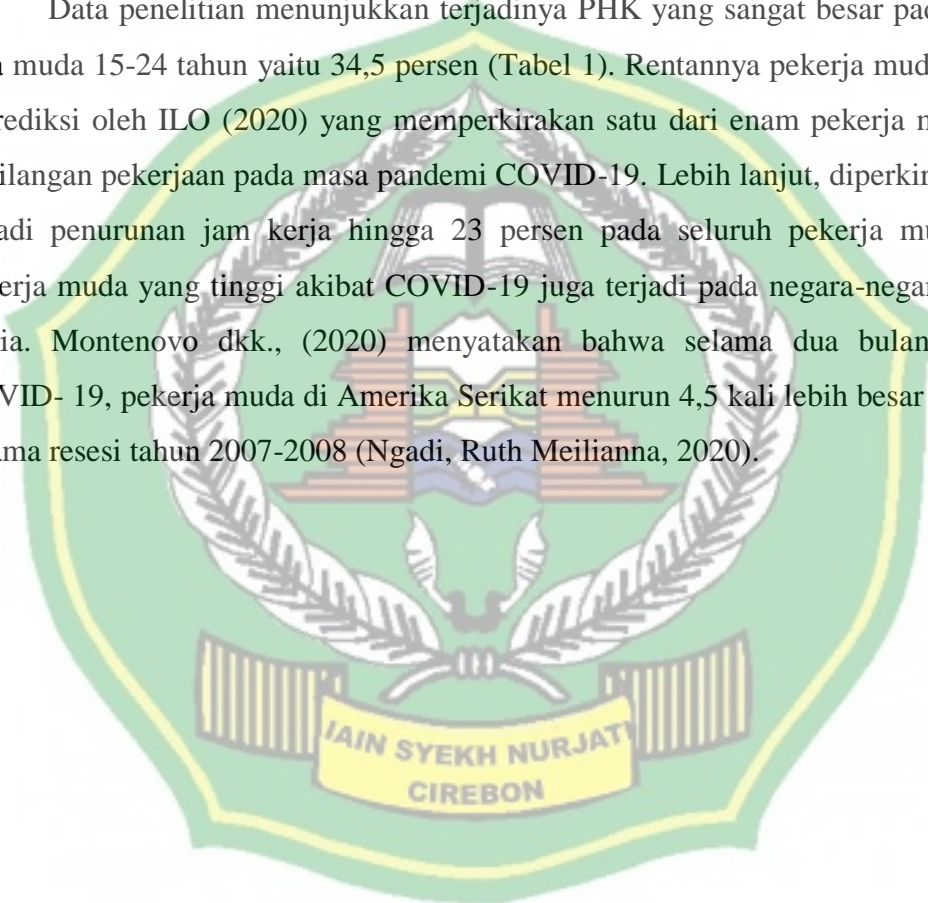 Data penelitian menunjukkan terjadinya PHK yang sangat besar pad
muda 15-24 tahun yaitu 34,5 persen (Tabel 1). Rentannya pekerja mud
rediksi oleh ILO (2020) yang memperkirakan satu dari enam pekerja m
ilangan pekerjaan pada masa pandemi COVID-19. Lebih lanjut, diperkir
adi penurunan jam kerja hingga 23 persen pada seluruh pekerja mu
erja muda yang tinggi akibat COVID-19 juga terjadi pada negara-negar
ia. Montenovo dkk., (2020) menyatakan bahwa selama dua bulan
VID- 19, pekerja muda di Amerika Serikat menurun 4,5 kali lebih besar
ama resesi tahun 2007-2008 (Ngadi, Ruth Meilianna, 2020).
IAIN SYEKH NURJATI
CIREBON